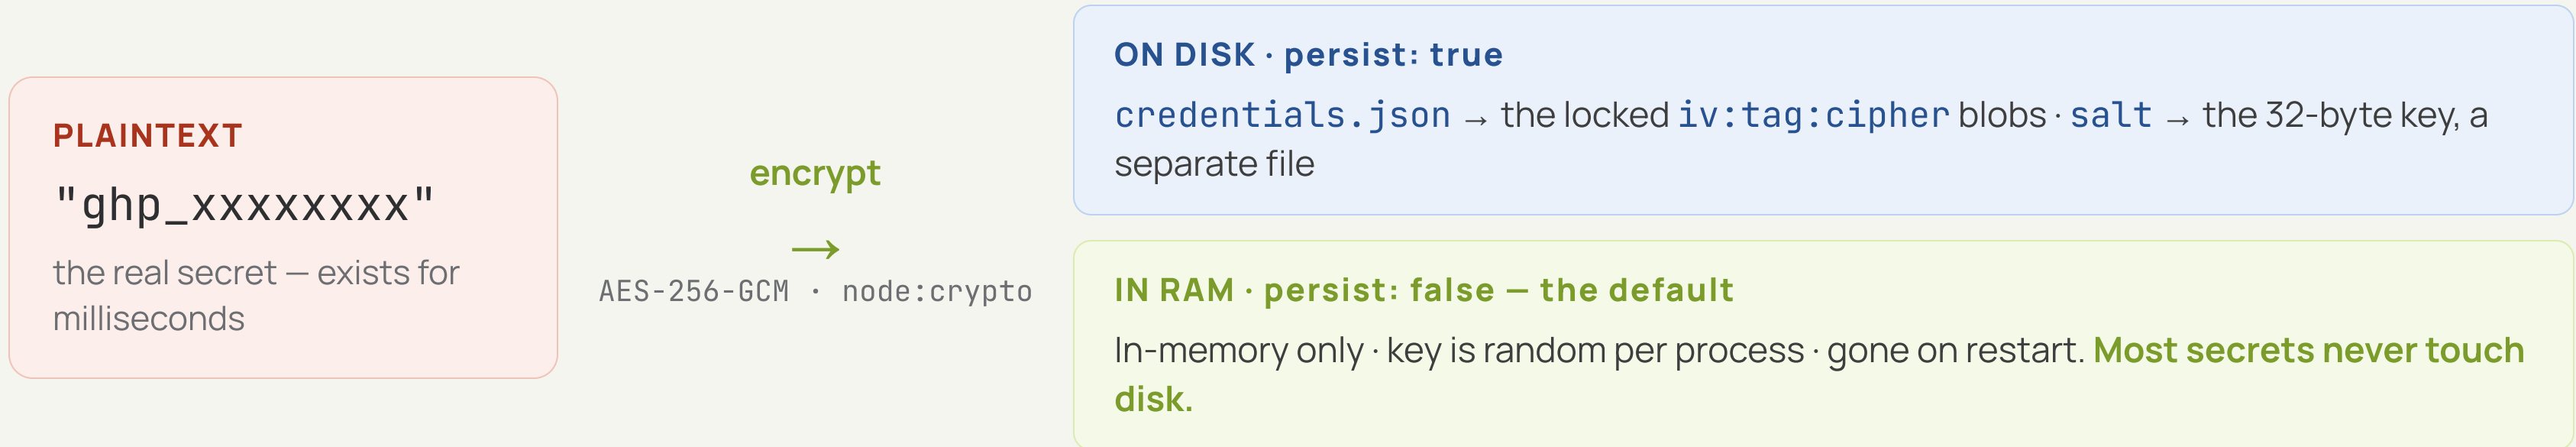 PLAINTEXT
"ghp_xxxxxxxx"
the real secret — exists for
milliseconds
encrypt
→
AES-256-GCM · node:crypto
ON DISK · persist: true
credentials.json → the locked iv:tag:cipher blobs · salt → the 32-byte key, a
separate file
IN RAM · persist: false — the default
In-memory only · key is random per process · gone on restart. Most secrets never touch
disk.